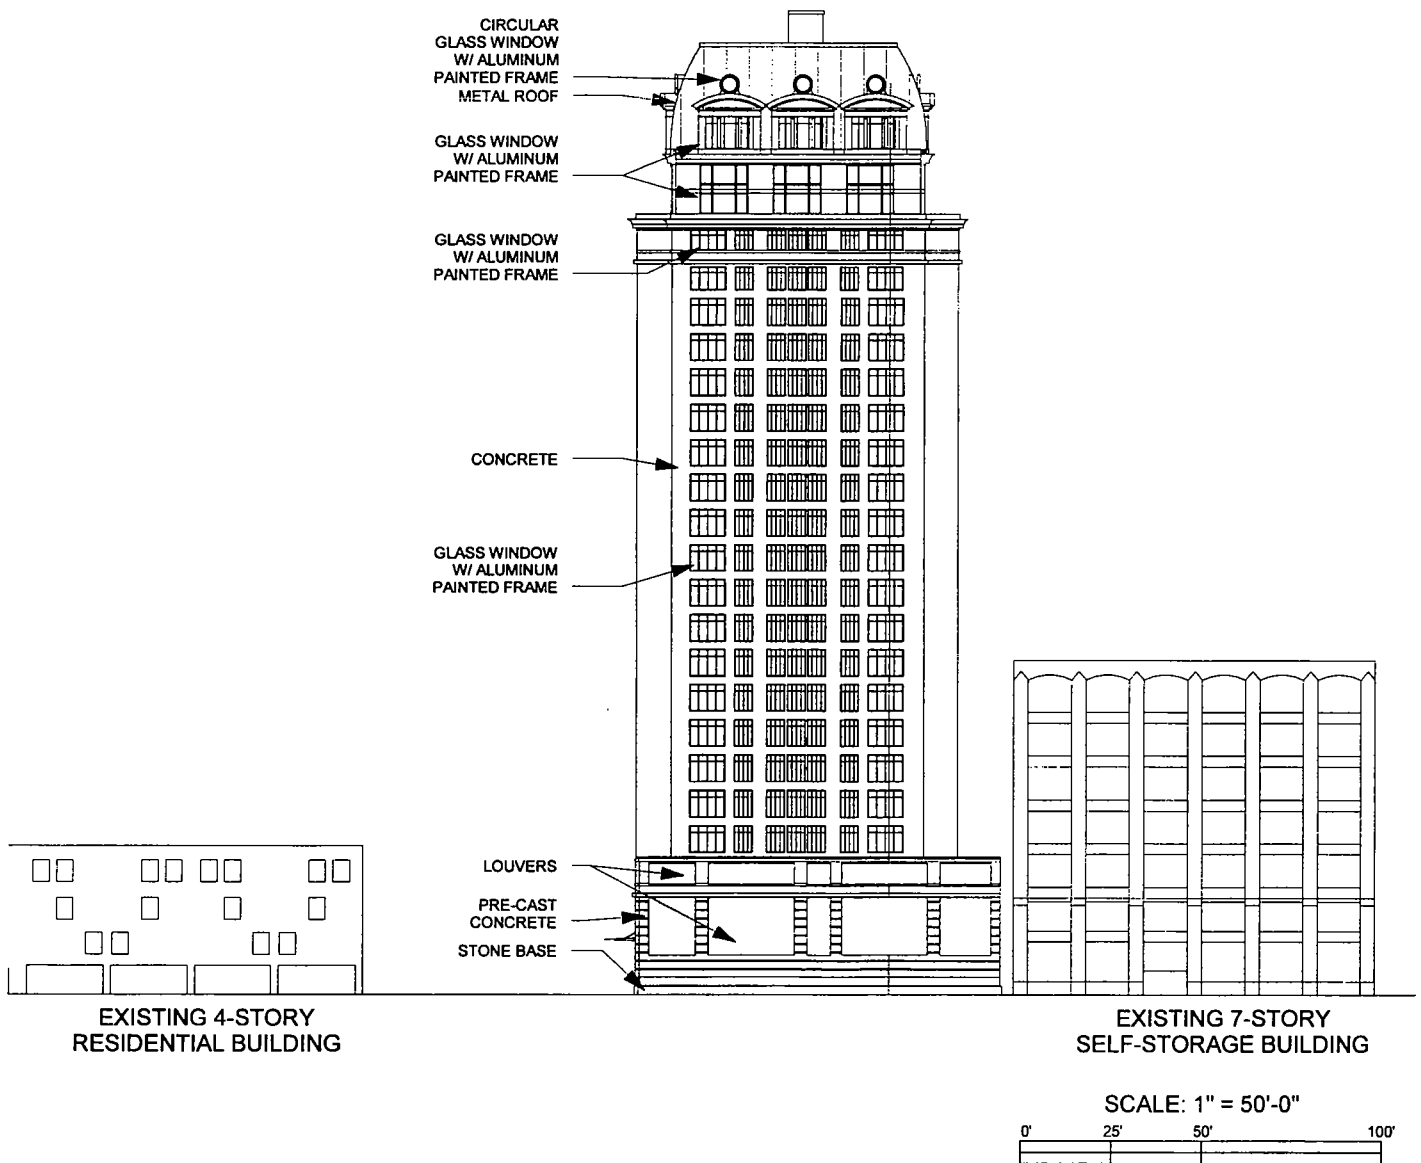 CIRCULAR
GLASS WINDOW
W/ ALUMINUM
PAINTED FRAME
METAL ROOF
GLASS WINDOW
W/ ALUMINUM
PAINTED FRAME
GLASS WINDOW
W/ ALUMINUM
PAINTED FRAME
CONCRETE
GLASS WINDOW
W/ ALUMINUM
PAINTED FRAME
LOUVERS
PRE-CAST
CONCRETE
STONE BASE
EXISTING 4-STORY
RESIDENTIAL BUILDING
EXISTING 7-STORY
SELF-STORAGE BUILDING
SCALE: 1" = 50'-0"
0' 25' 50' 100'